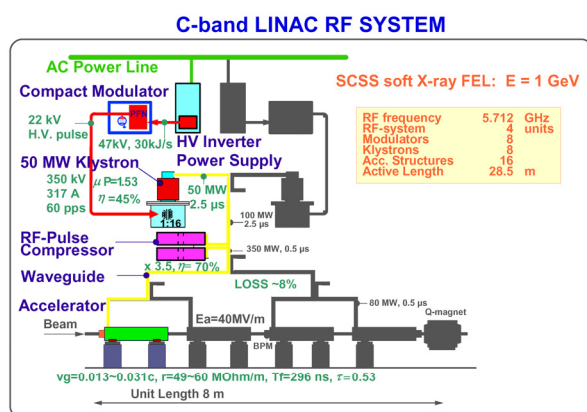 C-band LINAC RF SYSTEM
AC Power Line
Compact Modulator
PFN
22 kV
H.V. pulse
47kV, 30kJ/s
HV Inverter
Power Supply
SCSS soft X-ray FEL: E = 1 GeV
RF frequency 5.712 GHz
RF-system 4 units
Modulators 8
Klystrons 8
Acc. Structures 16
Active Length 28.5 m
50 MW Klystron
350 kV
317 A
60 pps
μP=1.53
η=45%
50 MW
2.5 μs
1:16
100 MW
2.5 μs
RF-Pulse
Compressor
350 MW, 0.5 μs
x 3.5, η= 70%
Waveguide
LOSS ~8%
Accelerator
80 MW, 0.5 μs
Q-magnet
Ea=40MV/m
Beam
BPM
vg=0.013~0.031c, r=49~60 MOhm/m, Tf=296 ns, τ=0.53
Unit Length 8 m